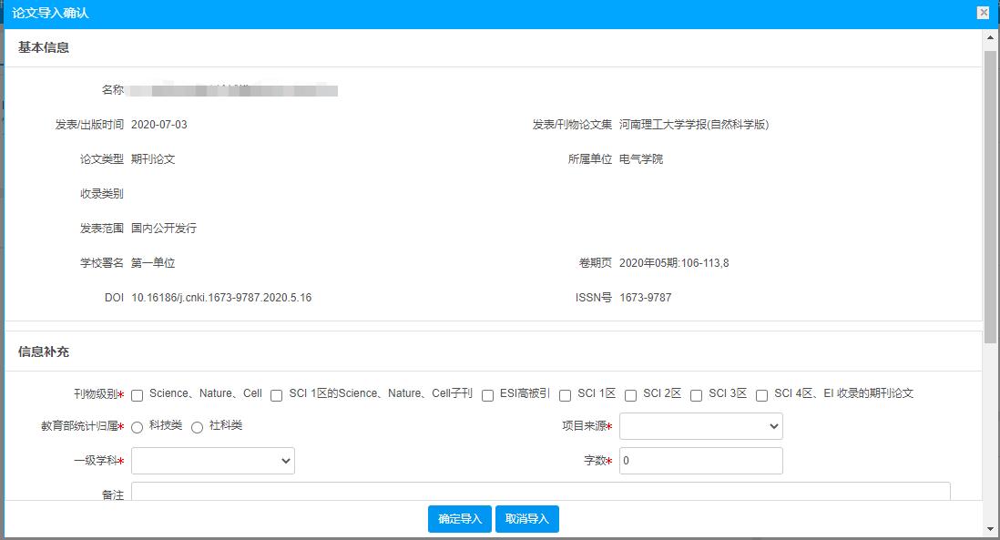 论文导入确认
基本信息
名称
发表/出版时间 2020-07-03 发表/刊物论文集 河南理工大学学报(自然科学版)
论文类型 期刊论文 所属单位 电气学院
收录类别
发表范围 国内公开发行
学校署名 第一单位 卷期页 2020年05期:106-113,8
DOI 10.16186/j.cnki.1673-9787.2020.5.16 ISSN号 1673-9787
信息补充
刊物级别* Science、Nature、Cell SCI 1区的Science、Nature、Cell子刊 ESI高被引 SCI 1区 SCI 2区 SCI 3区 SCI 4区、EI 收录的期刊论文
教育部统计归属* 科技类 社科类 项目来源*
一级学科* 字数* 0
备注
确定导入 取消导入